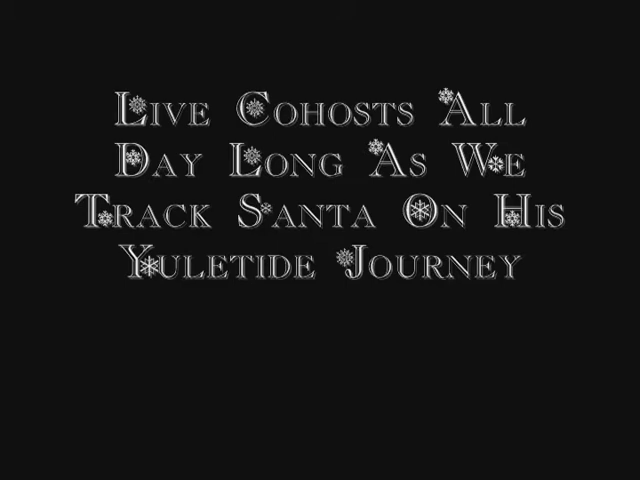 Live Cohosts All
Day Long As We
Track Santa On His
Yuletide Journey